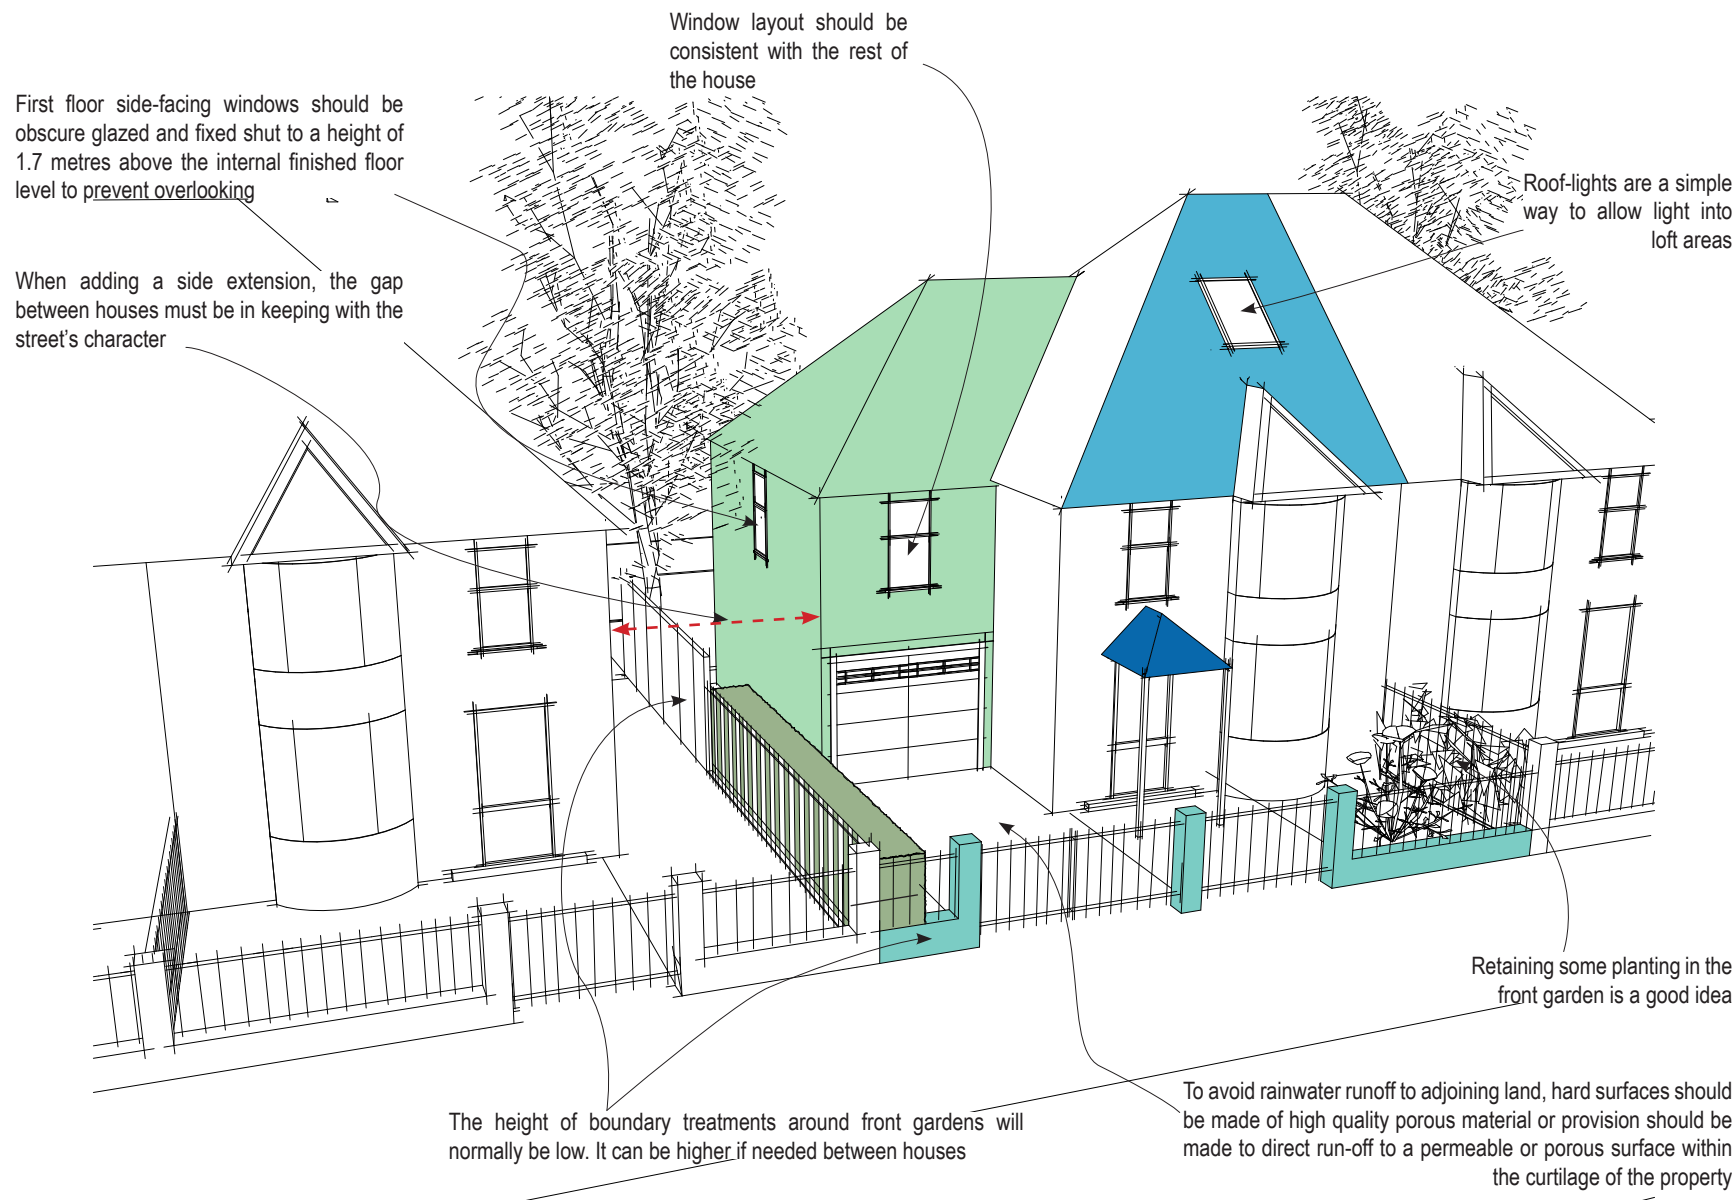 Window layout should be
consistent with the rest of
the house
First floor side-facing windows should be
obscure glazed and fixed shut to a height of
1.7 metres above the internal finished floor
level to prevent overlooking
Roof-lights are a simple
way to allow light into
loft areas
When adding a side extension, the gap
between houses must be in keeping with the
street's character
Retaining some planting in the
front garden is a good idea
The height of boundary treatments around front gardens will
normally be low. It can be higher if needed between houses
To avoid rainwater runoff to adjoining land, hard surfaces should
be made of high quality porous material or provision should be
made to direct run-off to a permeable or porous surface within
the curtilage of the property